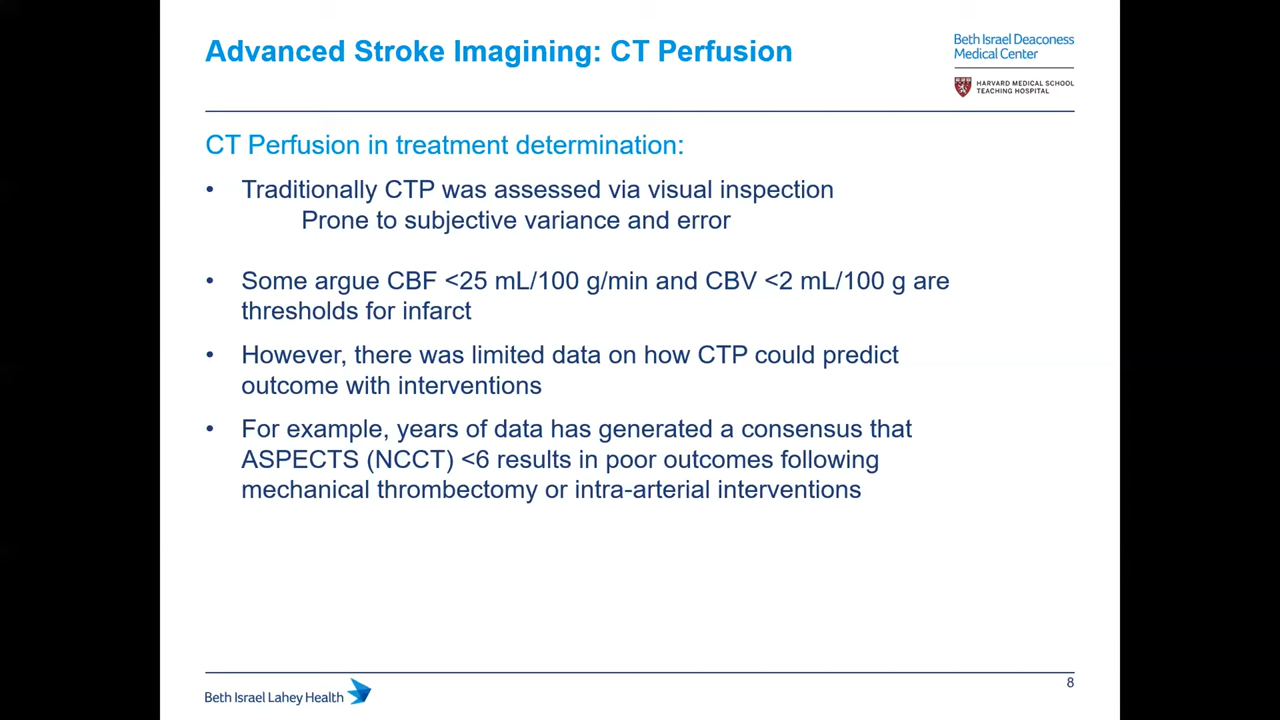 Advanced Stroke Imagining: CT Perfusion
Beth Israel Deaconess
Medical Center
HARVARD MEDICAL SCHOOL
TEACHING HOSPITAL
CT Perfusion in treatment determination:
• Traditionally CTP was assessed via visual inspection
Prone to subjective variance and error
• Some argue CBF <25 mL/100 g/min and CBV <2 mL/100 g are
thresholds for infarct
• However, there was limited data on how CTP could predict
outcome with interventions
• For example, years of data has generated a consensus that
ASPECTS (NCCT) <6 results in poor outcomes following
mechanical thrombectomy or intra-arterial interventions
Beth Israel Lahey Health
8